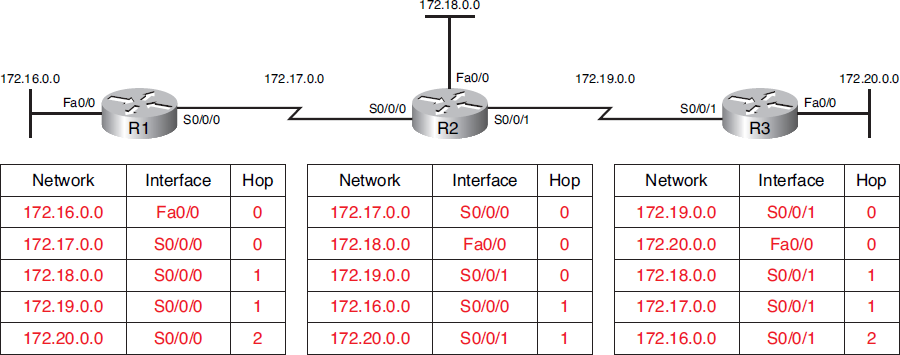 172.18.0.0
172.16.0.0 172.17.0.0 Fa0/0 172.19.0.0 172.20.0.0
Fa0/0 S0/0/0 S0/0/1 Fa0/0
R1 S0/0/0 R2 S0/0/1 R3
Network Interface Hop Network Interface Hop Network Interface Hop
172.16.0.0 Fa0/0 0 172.17.0.0 S0/0/0 0 172.19.0.0 S0/0/1 0
172.17.0.0 S0/0/0 0 172.18.0.0 Fa0/0 0 172.20.0.0 Fa0/0 0
172.18.0.0 S0/0/0 1 172.19.0.0 S0/0/1 0 172.18.0.0 S0/0/1 1
172.19.0.0 S0/0/0 1 172.16.0.0 S0/0/0 1 172.17.0.0 S0/0/1 1
172.20.0.0 S0/0/0 2 172.20.0.0 S0/0/1 1 172.16.0.0 S0/0/1 2